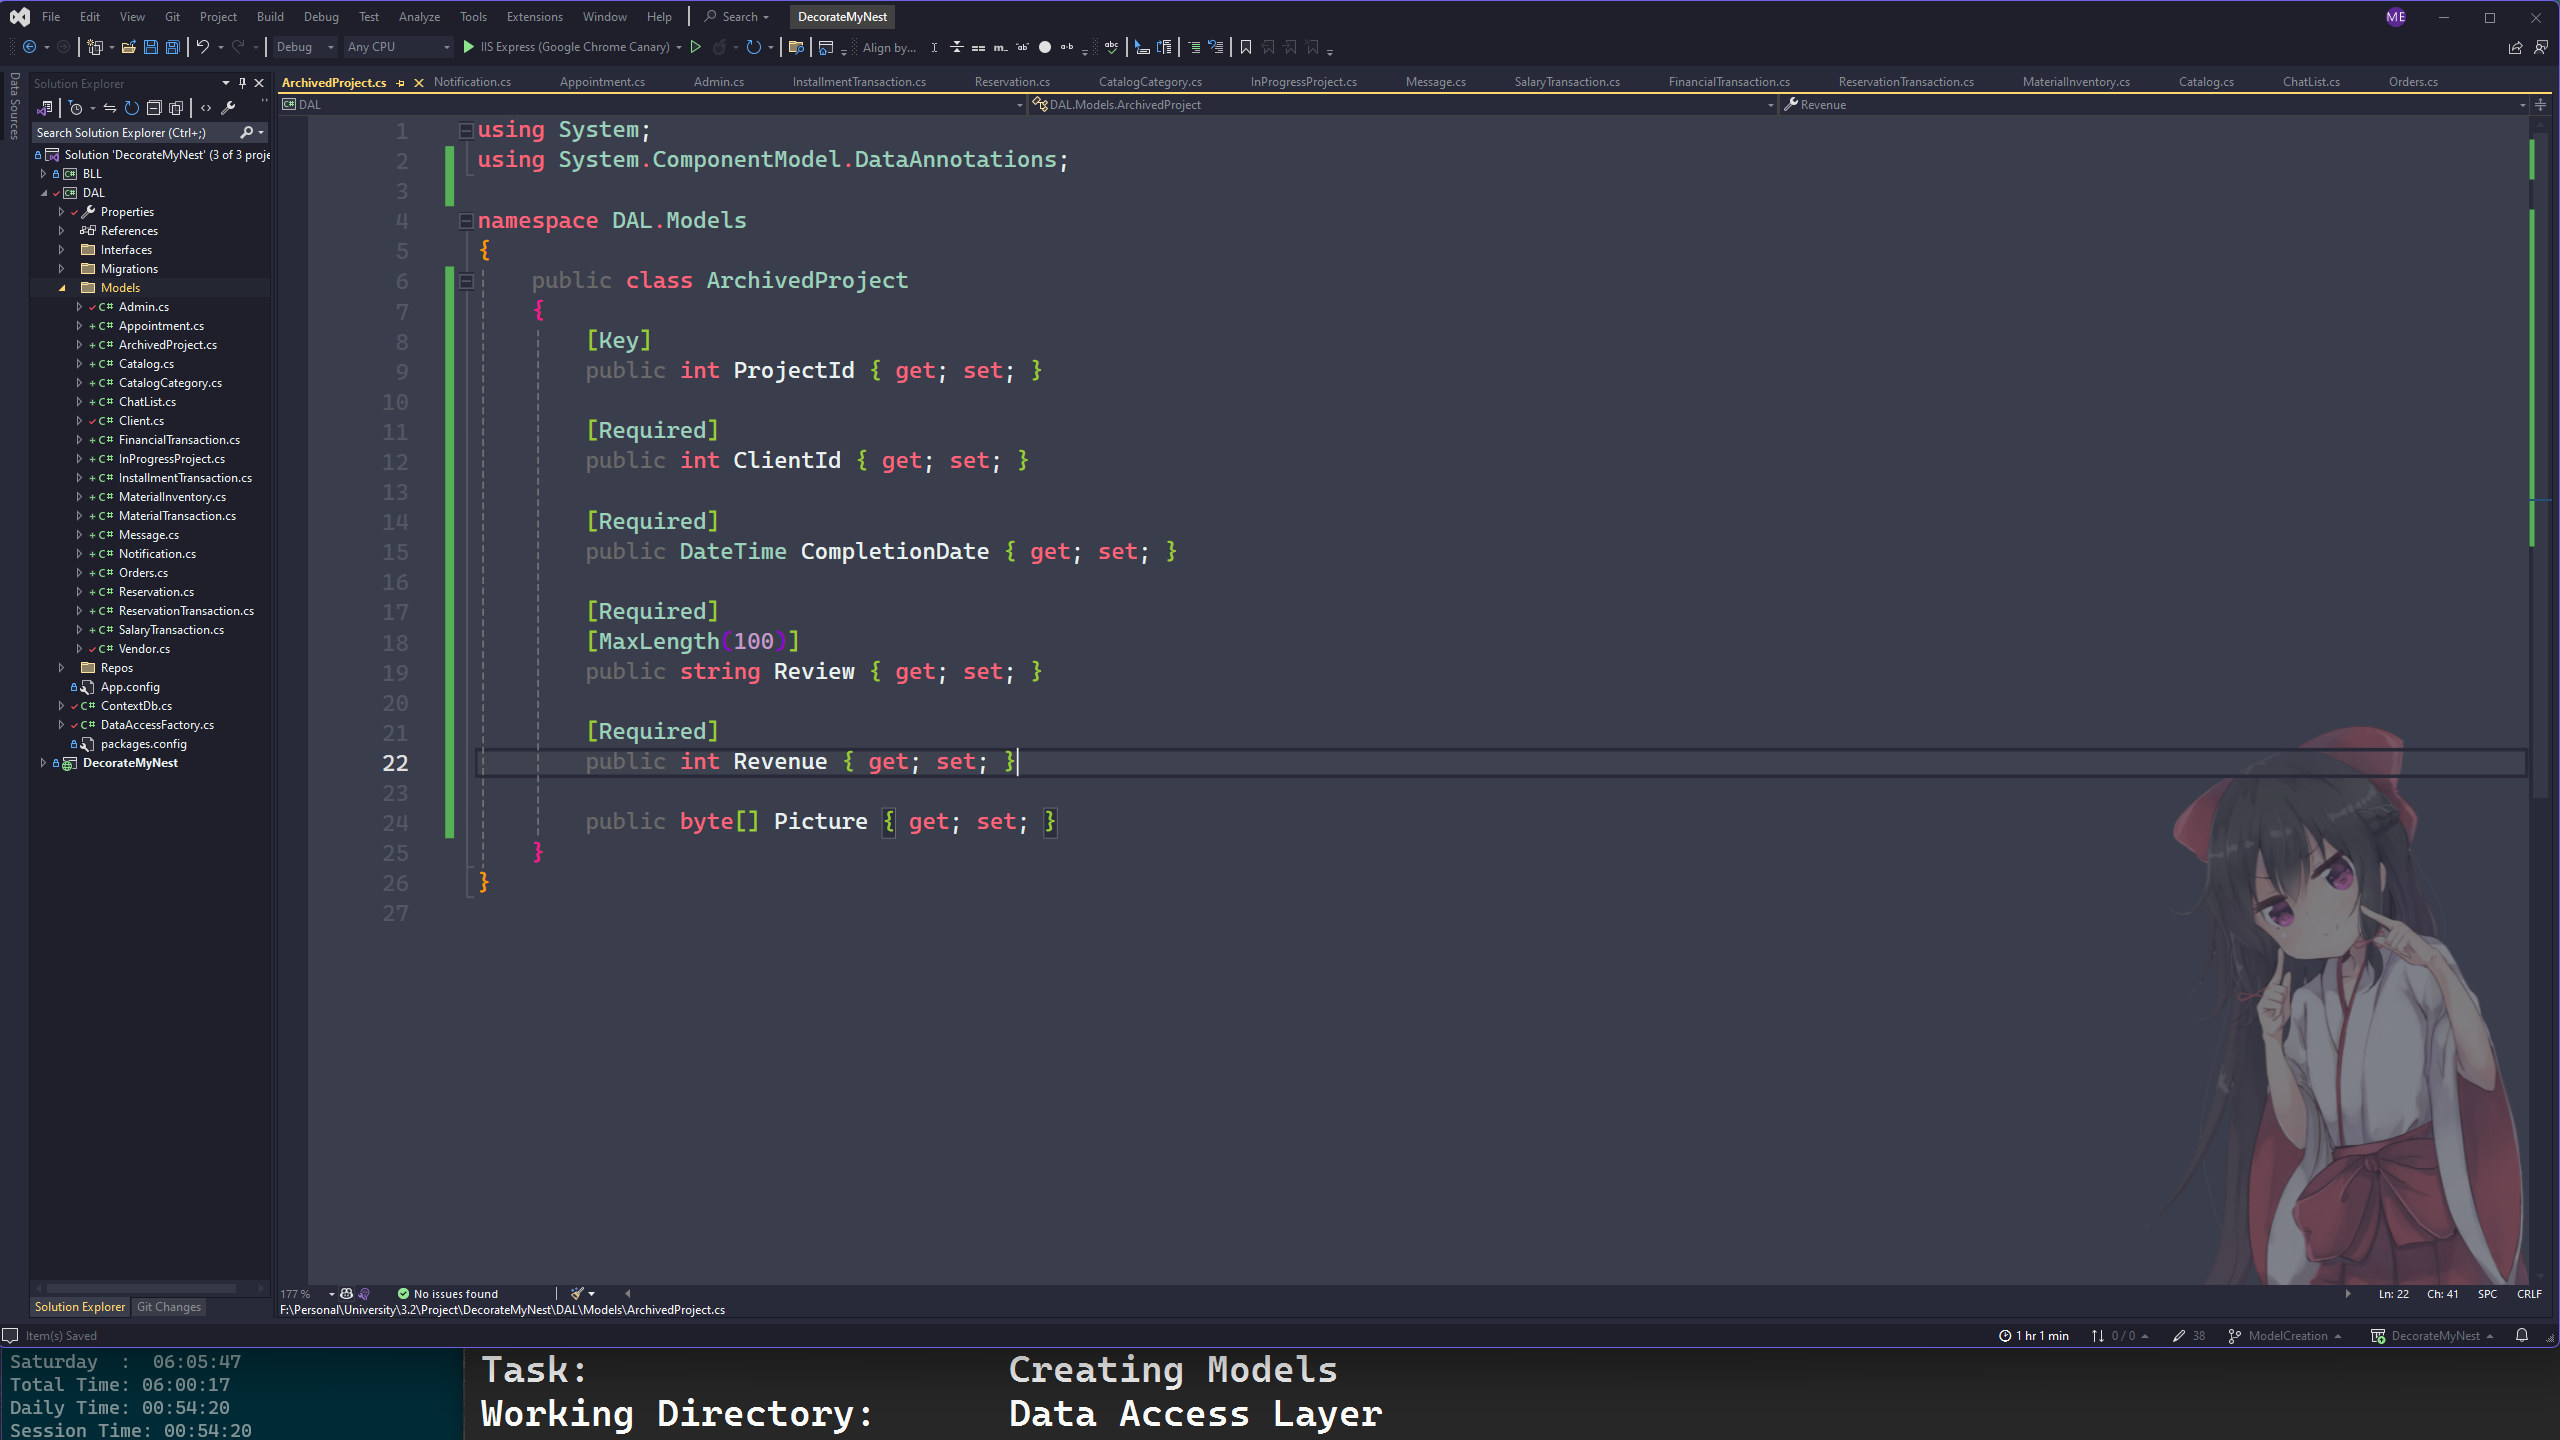 File Edit View Git Project Build Debug Test Analyze Tools Extensions Window Help Search DecorateMyNest ME
Debug Any CPU IIS Express (Google Chrome Canary) Align by...
Data Sources
Solution Explorer
Search Solution Explorer (Ctrl+;)
Solution 'DecorateMyNest' (3 of 3 proje
BLL
DAL
Properties
References
Interfaces
Migrations
Models
C# Admin.cs
C# Appointment.cs
C# ArchivedProject.cs
C# Catalog.cs
C# CatalogCategory.cs
C# ChatList.cs
C# Client.cs
C# FinancialTransaction.cs
C# InProgressProject.cs
C# InstallmentTransaction.cs
C# MaterialInventory.cs
C# MaterialTransaction.cs
C# Message.cs
C# Notification.cs
C# Orders.cs
C# Reservation.cs
C# ReservationTransaction.cs
C# SalaryTransaction.cs
C# Vendor.cs
Repos
App.config
C# ContextDb.cs
C# DataAccessFactory.cs
packages.config
DecorateMyNest
Solution Explorer Git Changes
ArchivedProject.cs Notification.cs Appointment.cs Admin.cs InstallmentTransaction.cs Reservation.cs CatalogCategory.cs InProgressProject.cs Message.cs SalaryTransaction.cs FinancialTransaction.cs ReservationTransaction.cs MaterialInventory.cs Catalog.cs ChatList.cs Orders.cs
DAL DAL.Models.ArchivedProject Revenue
1 using System;
2 using System.ComponentModel.DataAnnotations;
3
4 namespace DAL.Models
5 {
6 public class ArchivedProject
7 {
8 [Key]
9 public int ProjectId { get; set; }
10
11 [Required]
12 public int ClientId { get; set; }
13
14 [Required]
15 public DateTime CompletionDate { get; set; }
16
17 [Required]
18 [MaxLength(100)]
19 public string Review { get; set; }
20
21 [Required]
22 public int Revenue { get; set; }
23
24 public byte[] Picture { get; set; }
25 }
26 }
27
177 % No issues found Ln: 22 Ch: 41 SPC CRLF
F:\Personal\University\3.2\Project\DecorateMyNest\DAL\Models\ArchivedProject.cs
Item(s) Saved 1 hr 1 min 0 / 0 38 ModelCreation DecorateMyNest
Saturday : 06:05:47
Total Time: 06:00:17
Daily Time: 00:54:20
Session Time: 00:54:20
Task: Creating Models
Working Directory: Data Access Layer